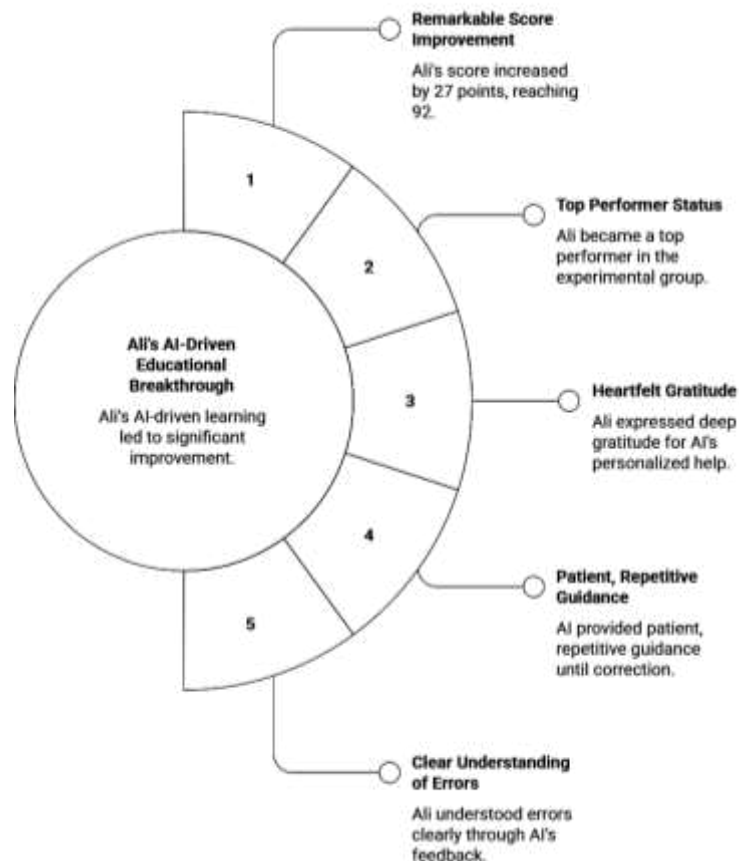 Remarkable Score
Improvement
Ali's score increased
by 27 points, reaching
92.
1
Top Performer Status
Ali became a top
performer in the
experimental group.
2
Ali's AI-Driven
Educational
Breakthrough
Ali's AI-driven learning
led to significant
improvement.
3
Heartfelt Gratitude
Ali expressed deep
gratitude for AI's
personalized help.
4
Patient, Repetitive
Guidance
AI provided patient,
repetitive guidance
until correction.
5
Clear Understanding
of Errors
Ali understood errors
clearly through AI's
feedback.